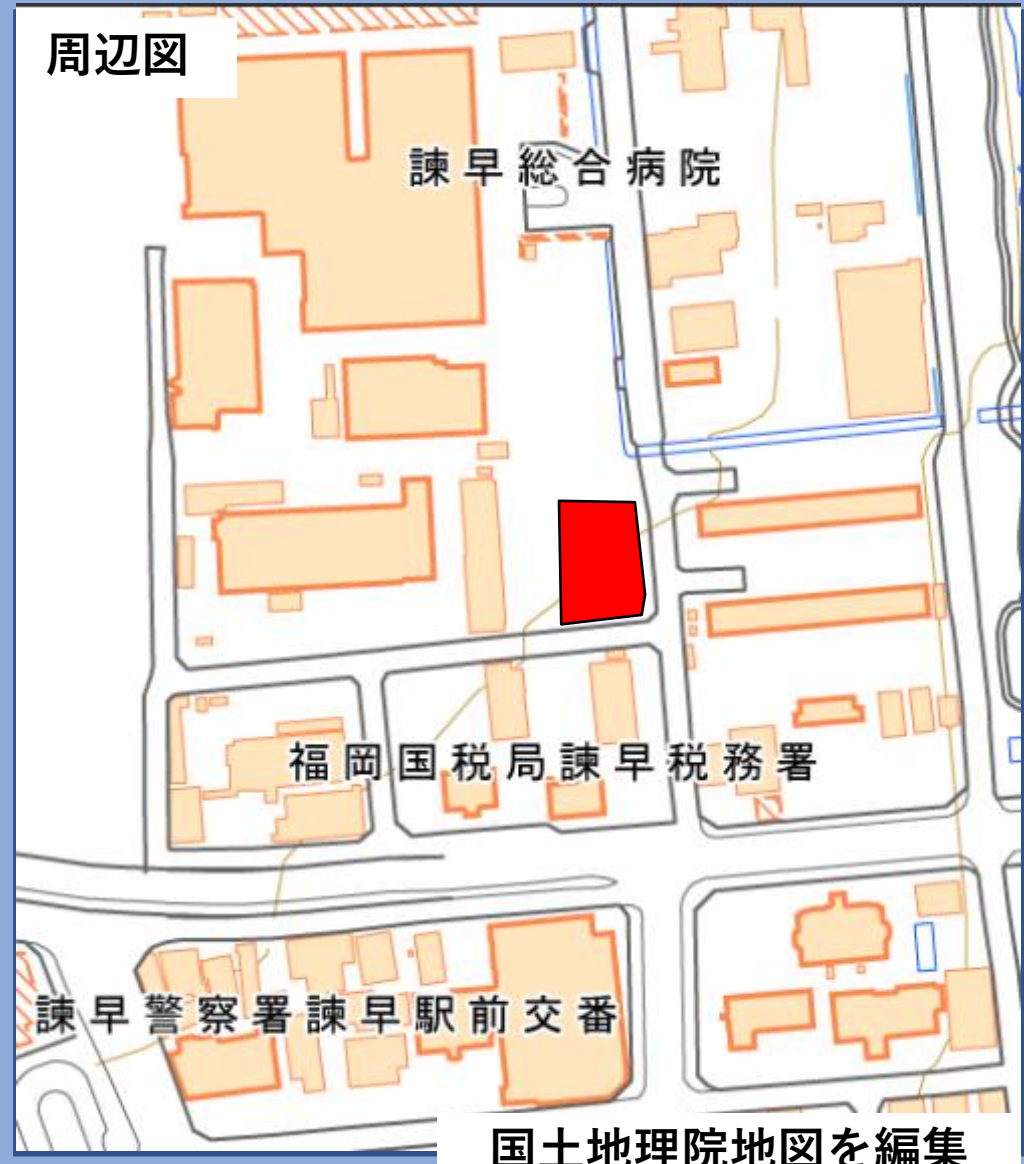 周辺図
諫早総合病院
福岡国税局諫早税務署
諫早警察署諫早駅前交番
国土地理院地図を編集